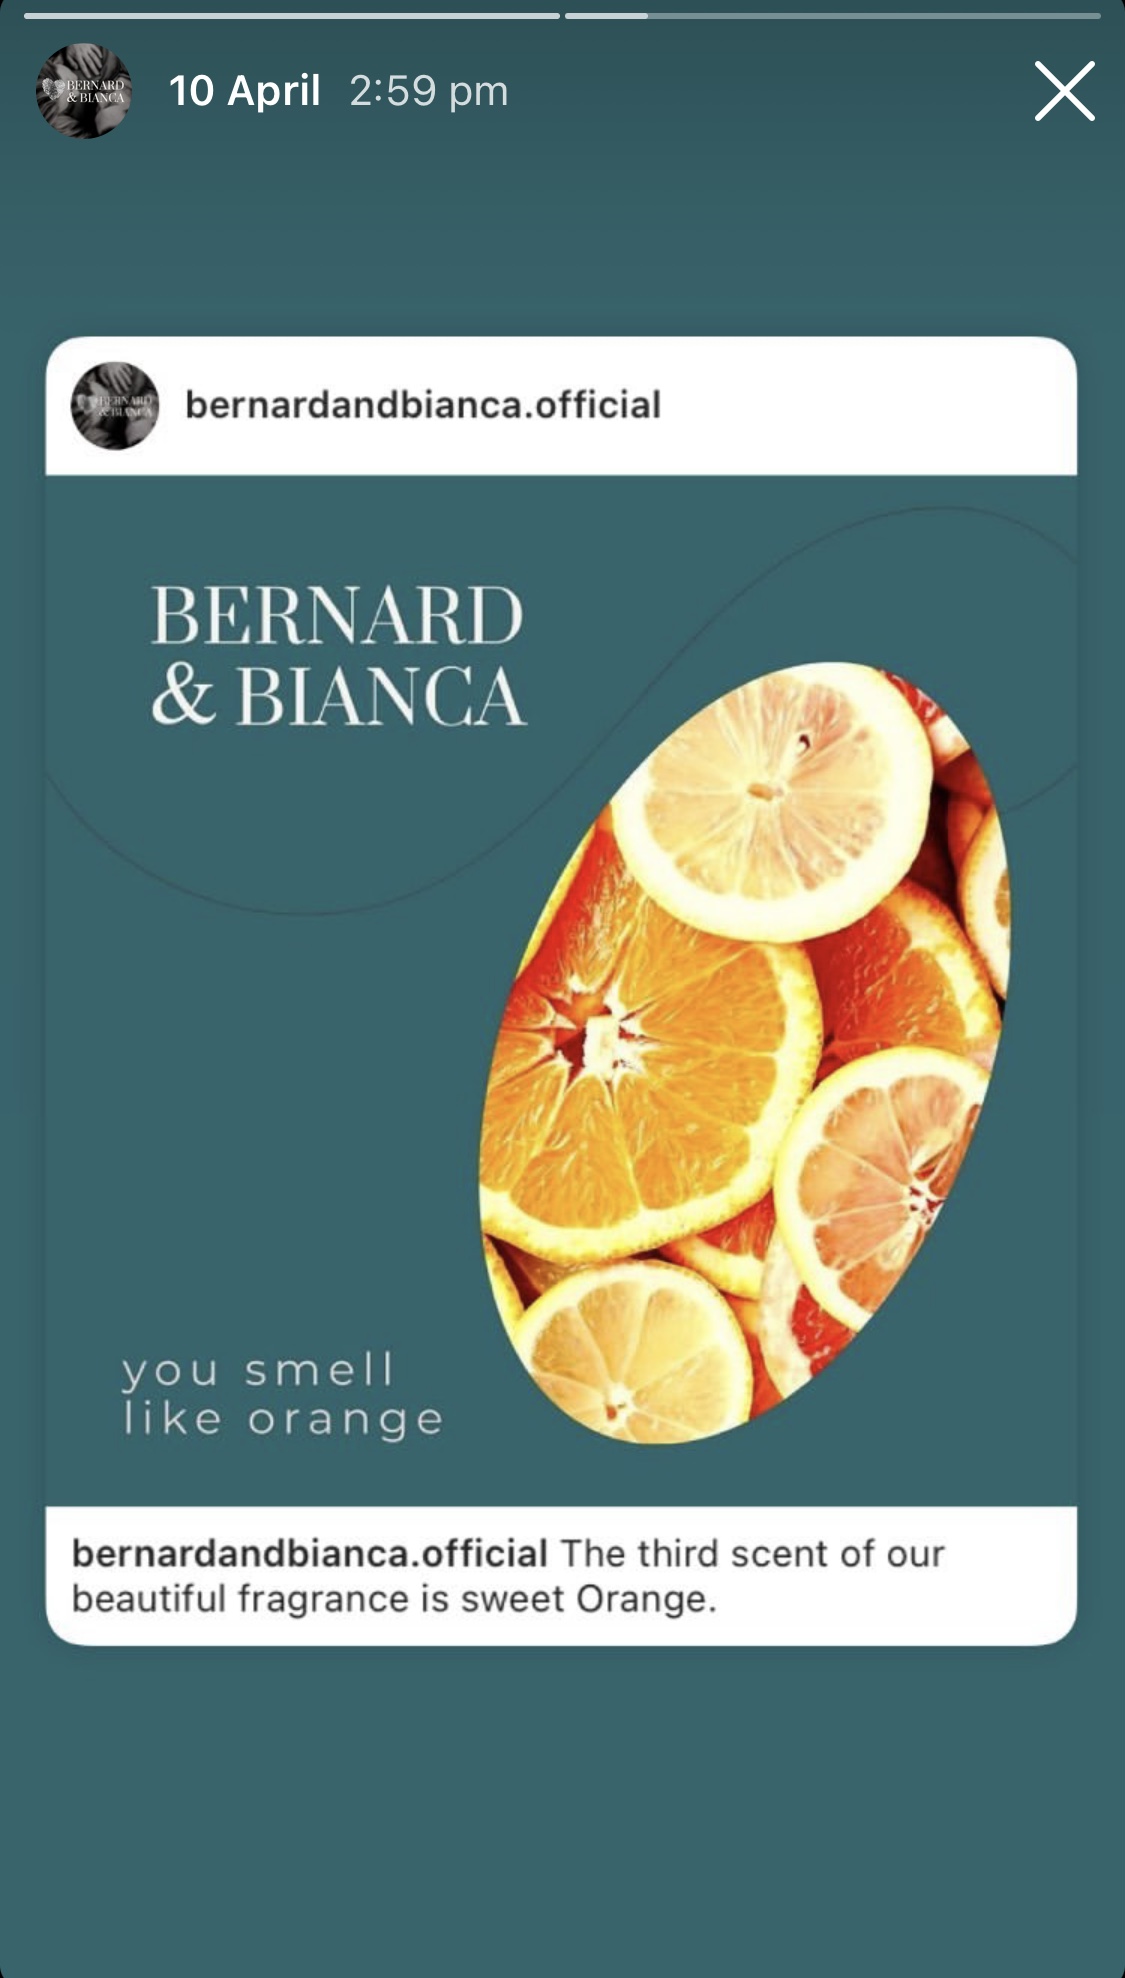 BERNARD
& BIANCA
10 April 2:59 pm
BERNARD
& BIANCA
bernardandbianca.official
BERNARD
& BIANCA
you smell
like orange
bernardandbianca.official The third scent of our
beautiful fragrance is sweet Orange.